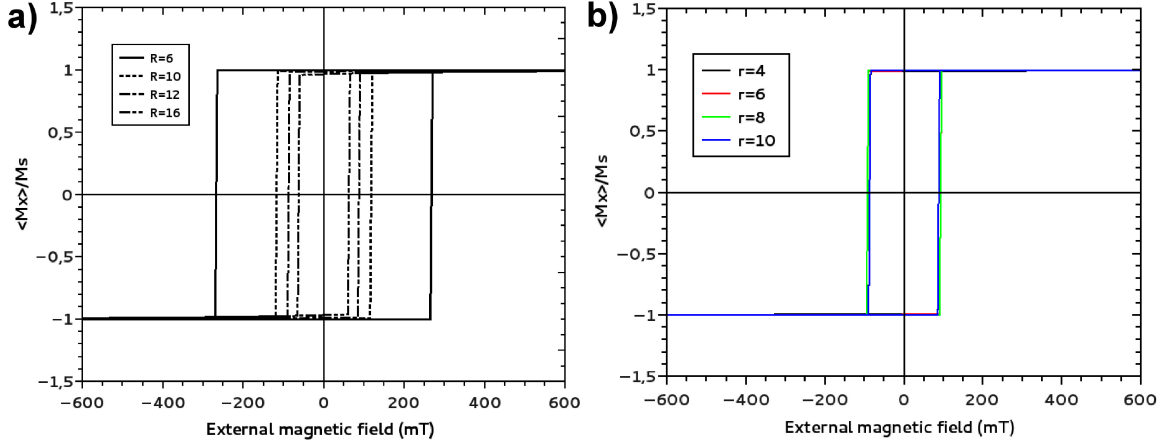 a)
1,5
1
0,5
0
−0,5
−1
−1,5
<Mx>/Ms
R=6
R=10
R=12
R=16
−600 −400 −200 0 200 400 600
External magnetic field (mT)
b)
1,5
1
0,5
0
−0,5
−1
−1,5
<Mx>/Ms
r=4
r=6
r=8
r=10
−600 −400 −200 0 200 400 600
External magnetic field (mT)